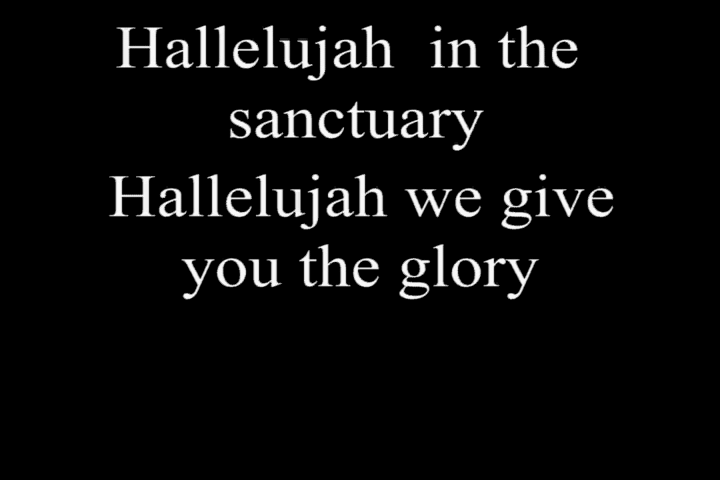 Hallelujah  in the
sanctuary
Hallelujah we give
you the glory